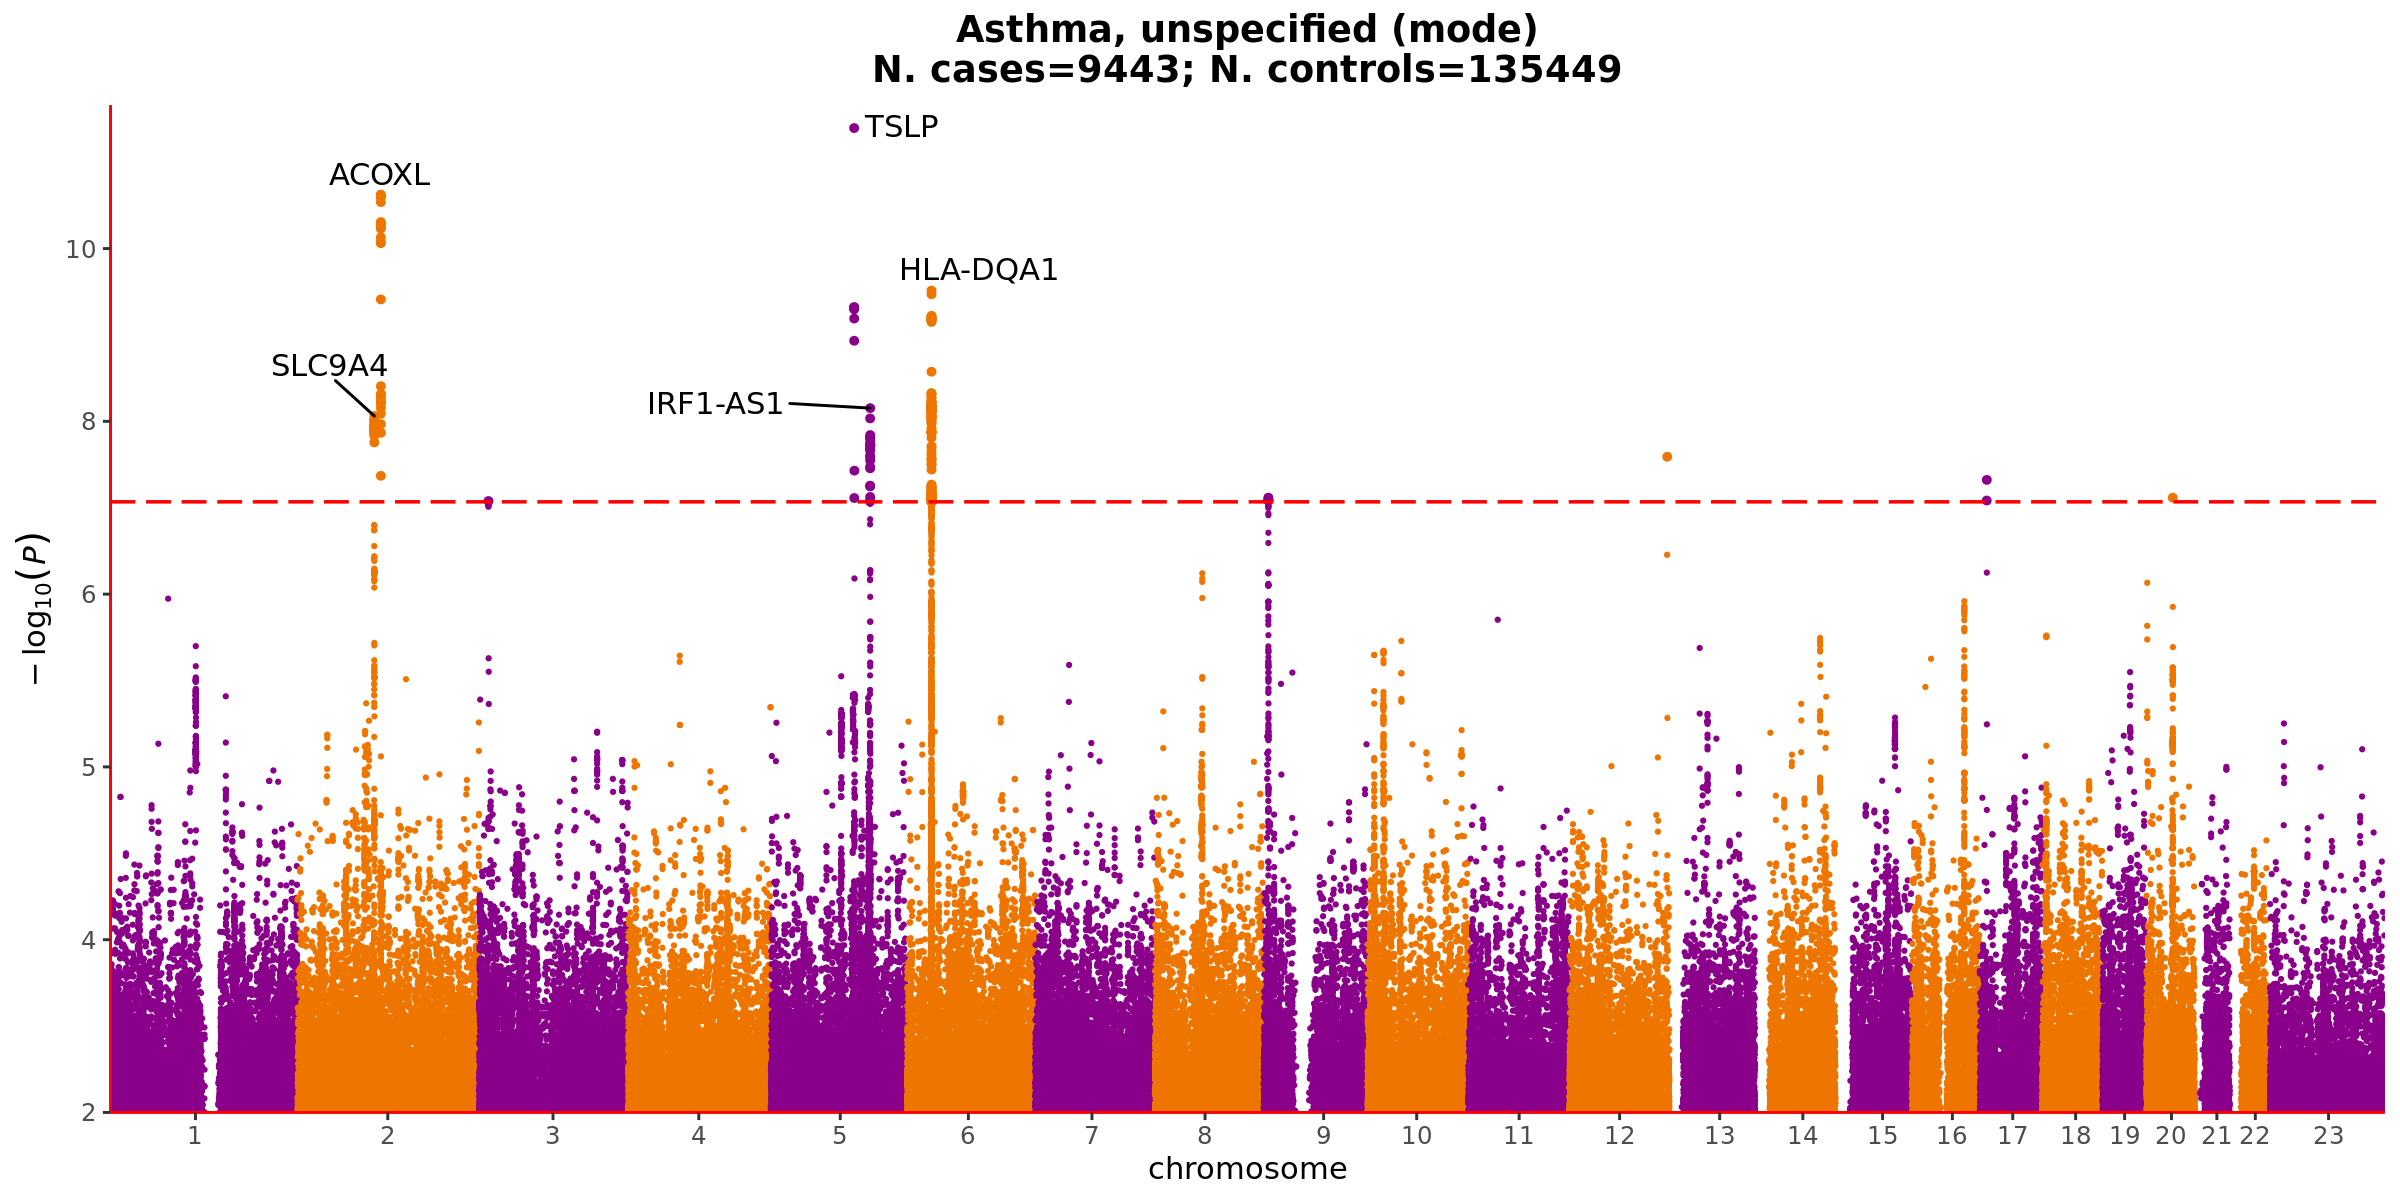 Asthma, unspecified (mode)
N. cases=9443; N. controls=135449
TSLP
ACOXL
HLA-DQA1
SLC9A4
IRF1-AS1
10
8
6
5
4
2
−log10(P)
1 2 3 4 5 6 7 8 9 10 11 12 13 14 15 16 17 18 19 20 21 22 23
chromosome